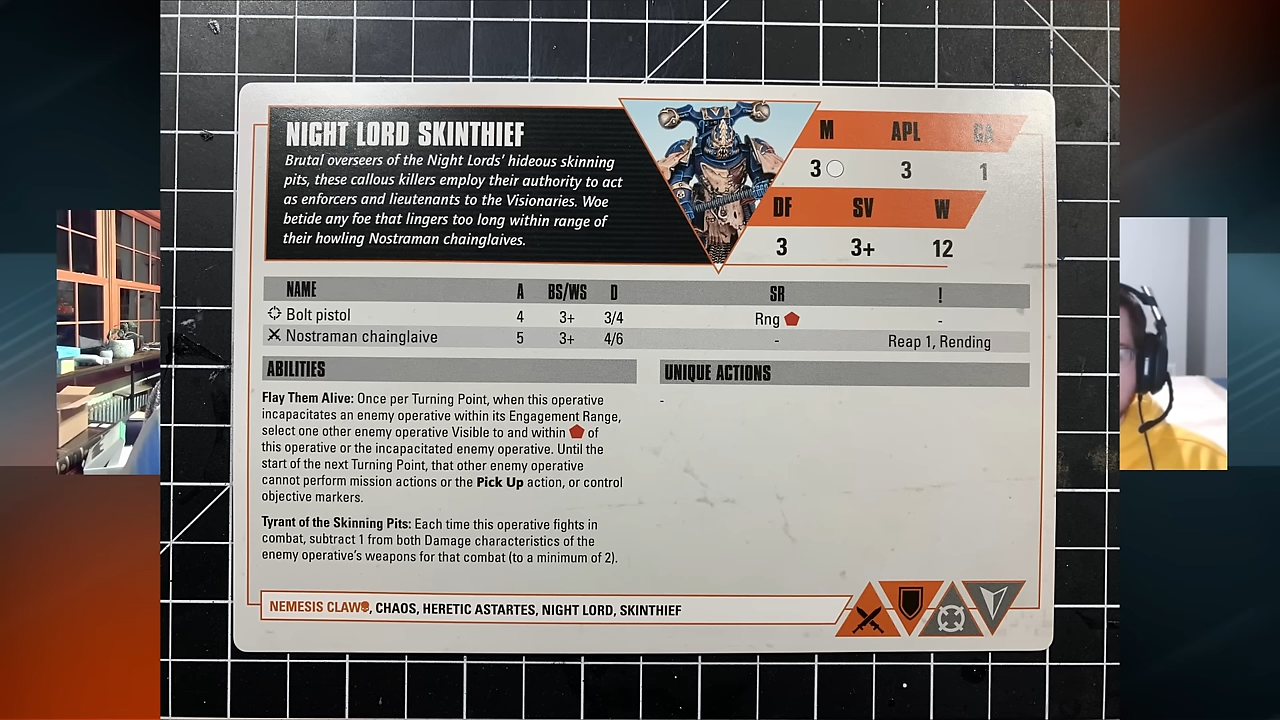 NIGHT LORD SKINTHIEF
Brutal overseers of the Night Lords' hideous skinning
pits, these callous killers employ their authority to act
as enforcers and lieutenants to the Visionaries. Woe
betide any foe that lingers too long within range of
their howling Nostraman chainglaives.
M APL GA
3 3 1
DF SV W
3 3+ 12
NAME A BS/WS D SR !
Bolt pistol 4 3+ 3/4 Rng -
Nostraman chainglaive 5 3+ 4/6 - Reap 1, Rending
ABILITIES
Flay Them Alive: Once per Turning Point, when this operative
incapacitates an enemy operative within its Engagement Range,
select one other enemy operative Visible to and within of
this operative or the incapacitated enemy operative. Until the
start of the next Turning Point, that other enemy operative
cannot perform mission actions or the Pick Up action, or control
objective markers.
Tyrant of the Skinning Pits: Each time this operative fights in
combat, subtract 1 from both Damage characteristics of the
enemy operative's weapons for that combat (to a minimum of 2).
UNIQUE ACTIONS
-
NEMESIS CLAW, CHAOS, HERETIC ASTARTES, NIGHT LORD, SKINTHIEF